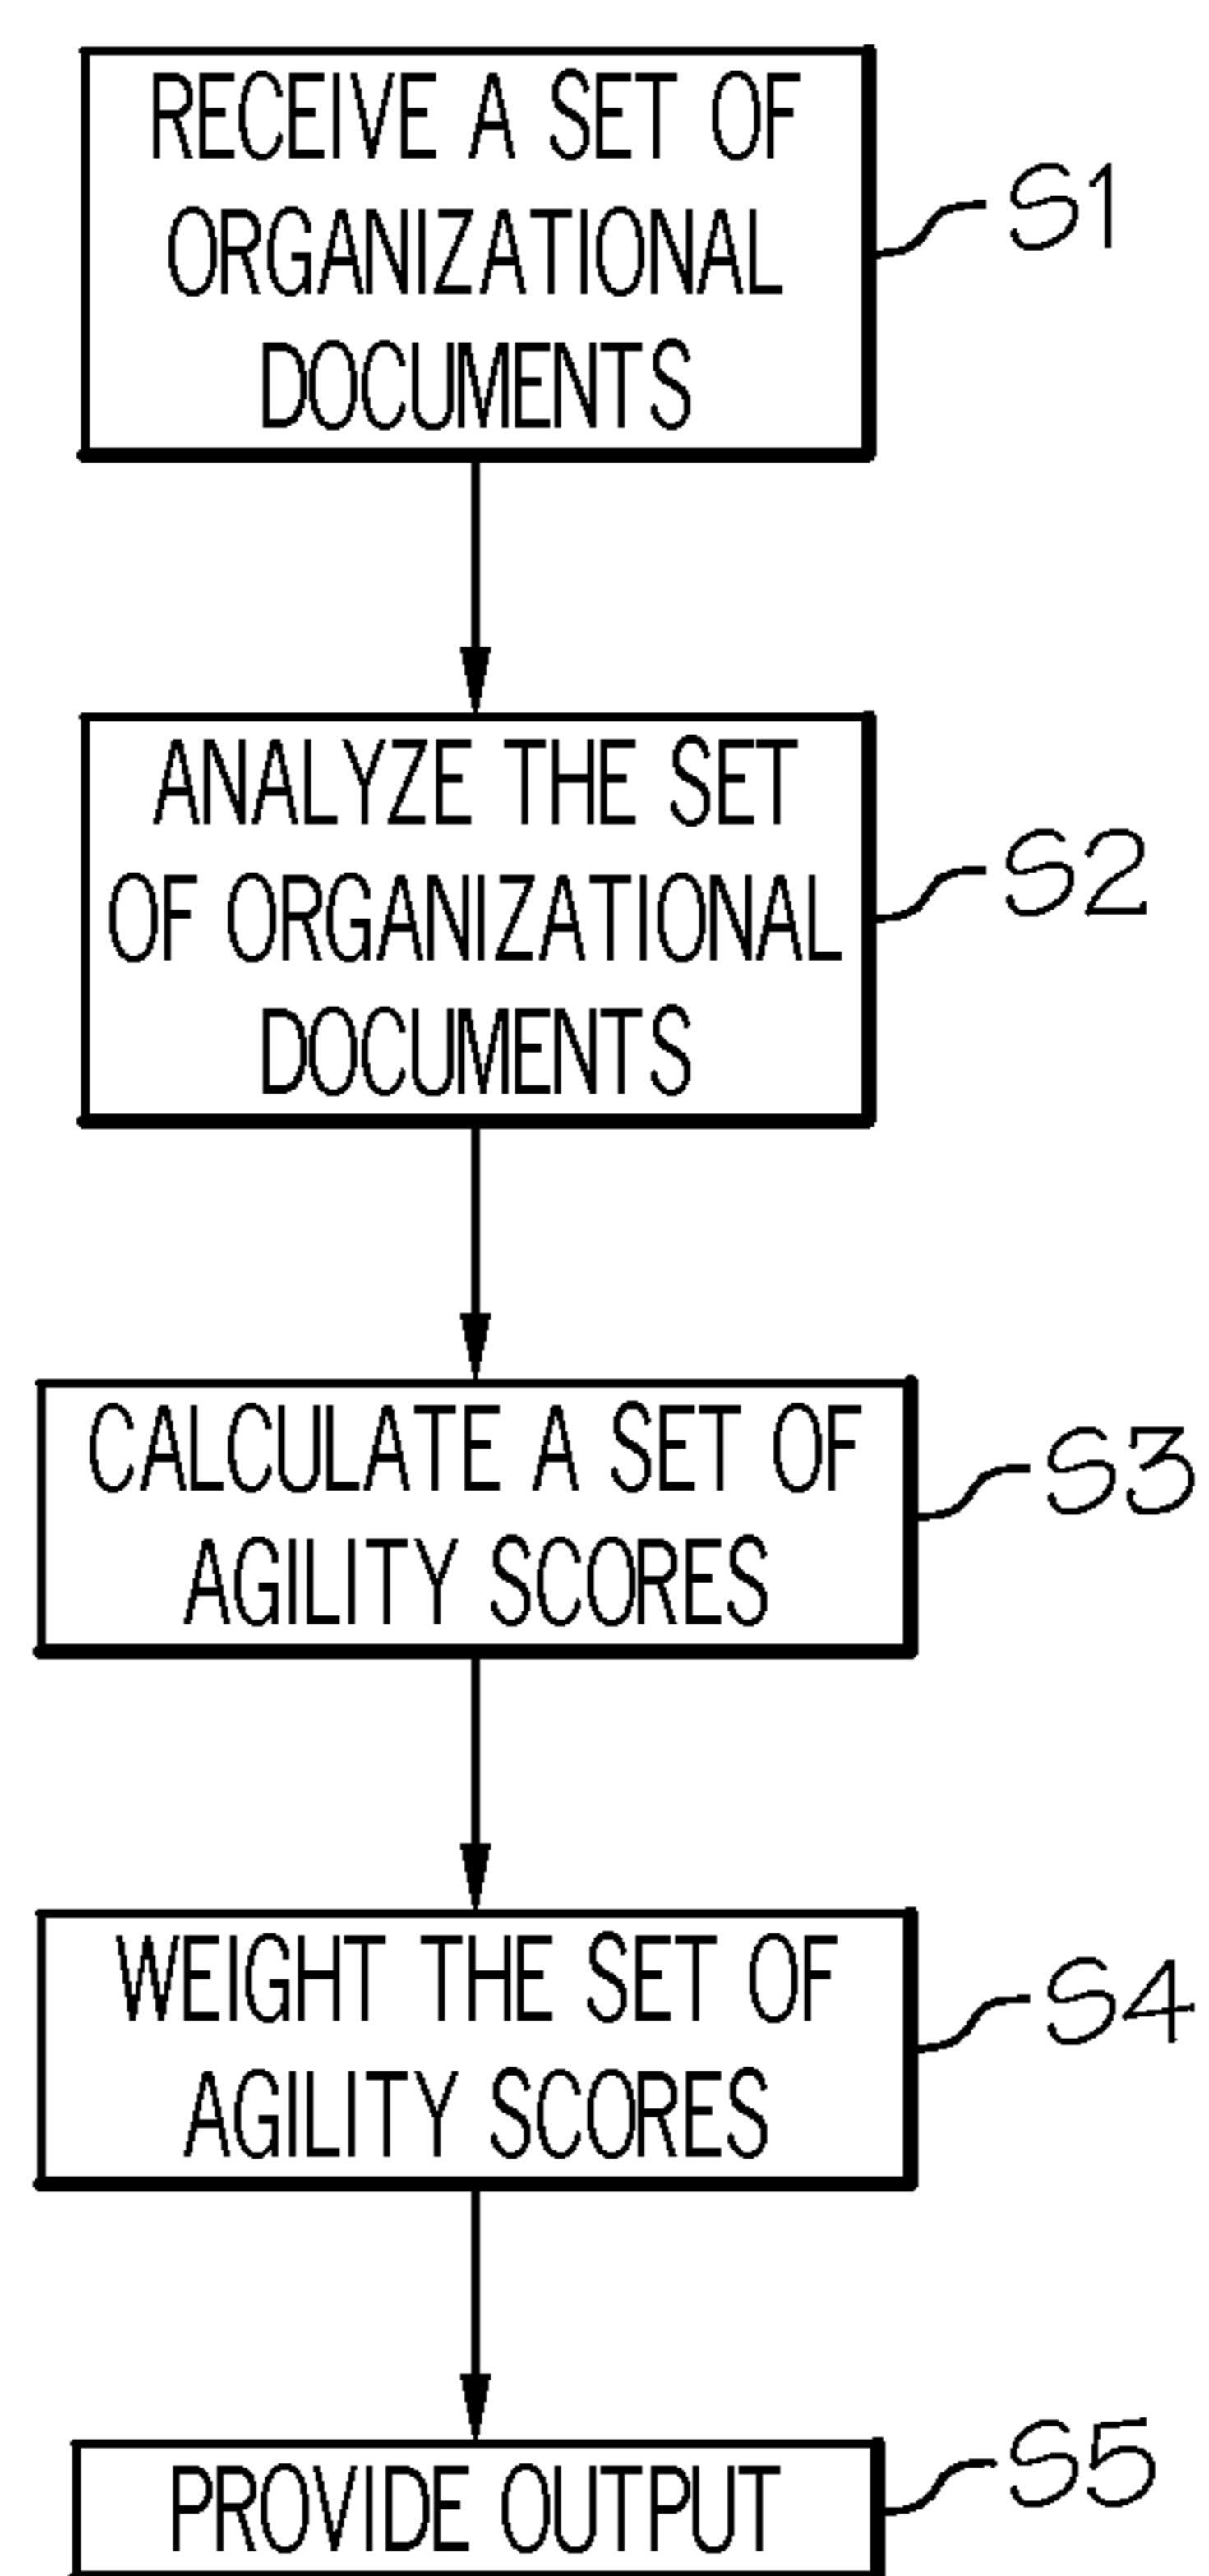 RECEIVE A SET OF
ORGANIZATIONAL
DOCUMENTS
S1
ANALYZE THE SET
OF ORGANIZATIONAL
DOCUMENTS
S2
CALCULATE A SET OF
AGILITY SCORES
S3
WEIGHT THE SET OF
AGILITY SCORES
S4
PROVIDE OUTPUT
S5